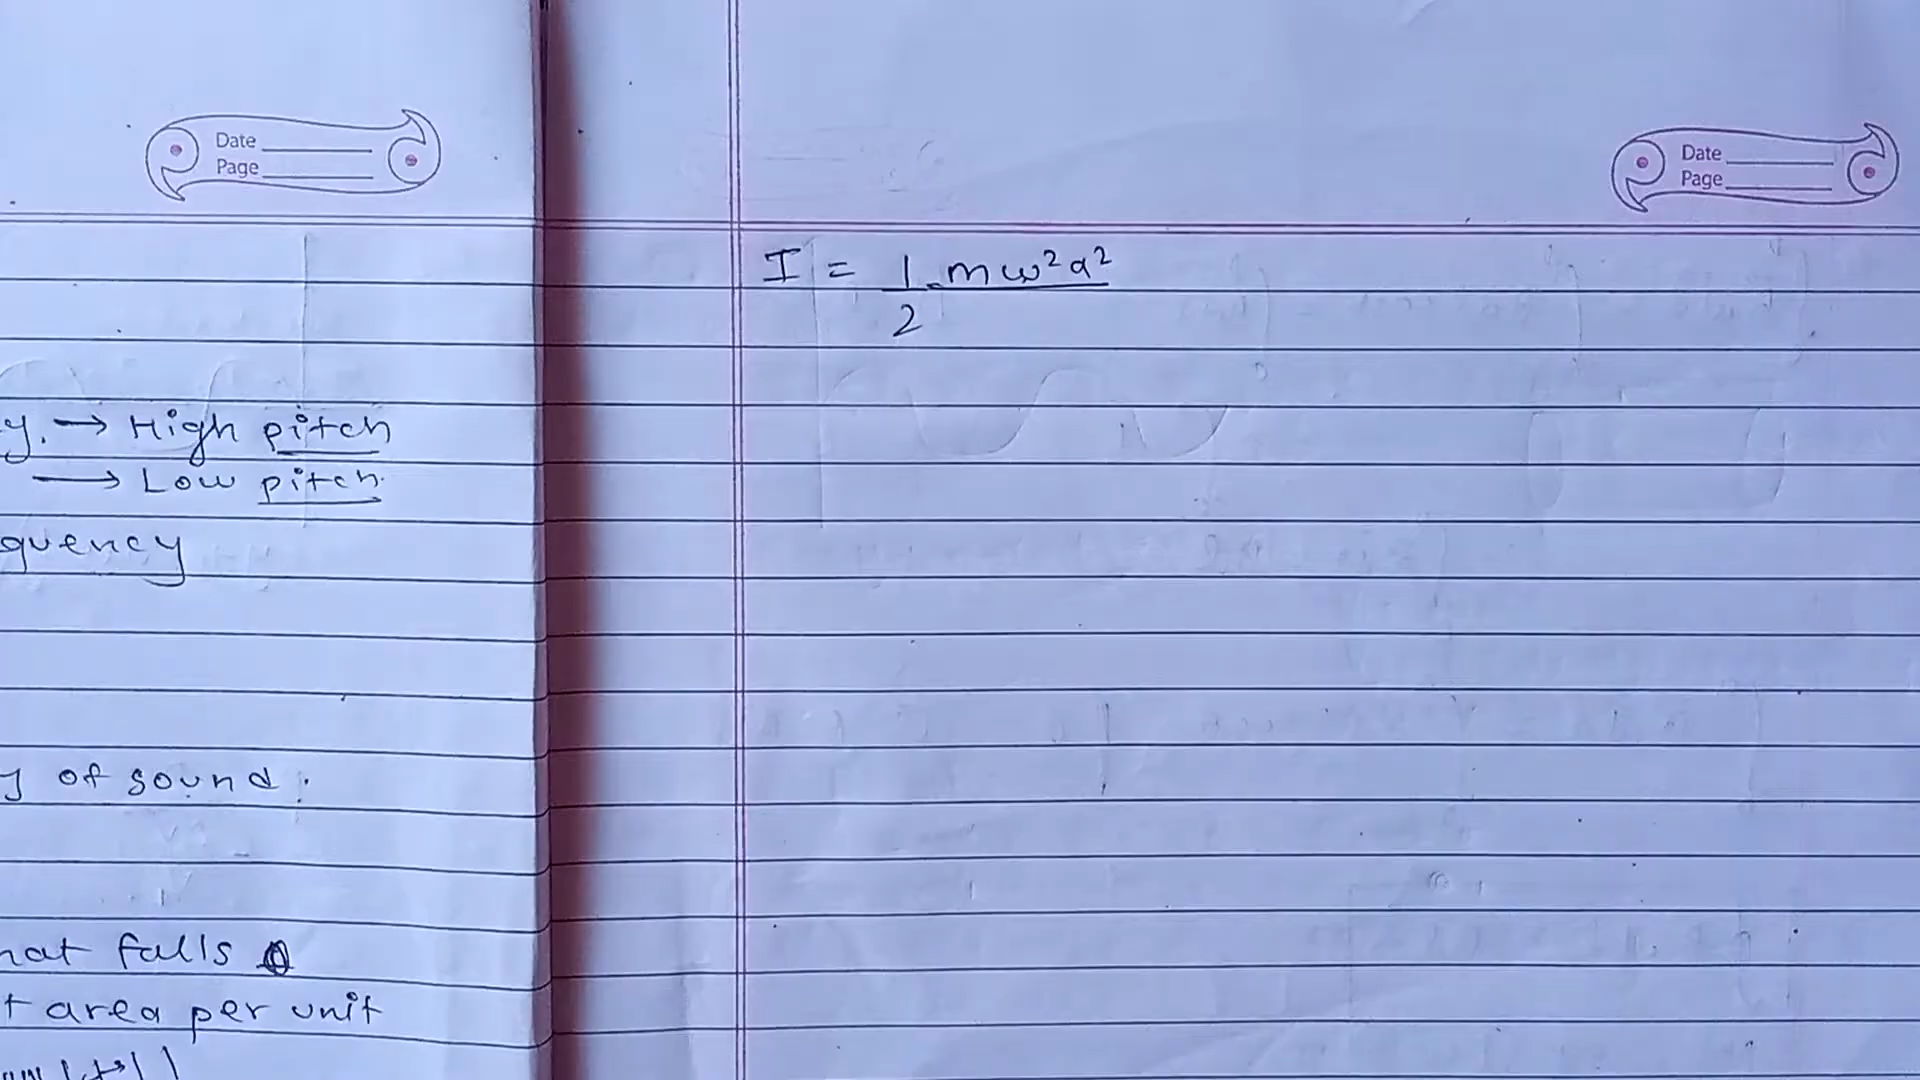 Date
Page
y. → High pitch
→ Low pitch
quency
y of sound:
hat falls
t area per unit
Date
Page
I = 1/2 mω²a²